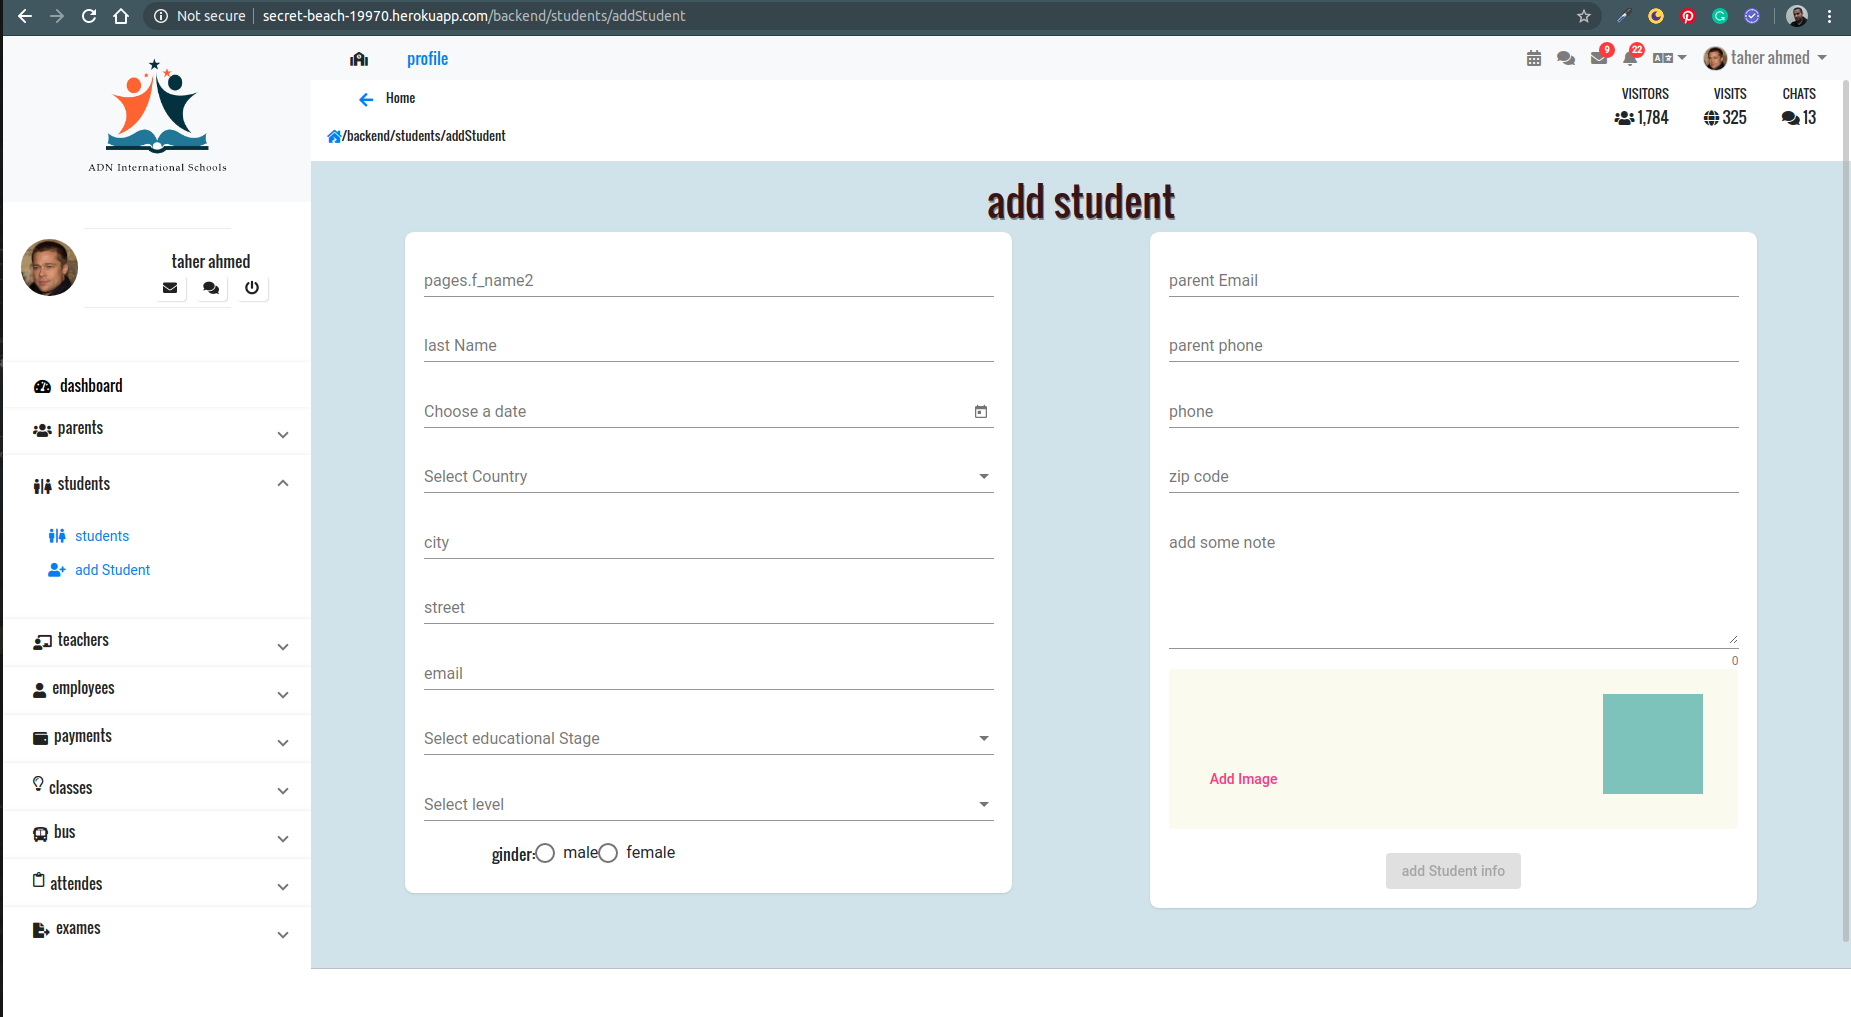 Not secure secret-beach-19970.herokuapp.com/backend/students/addStudent
ADN International Schools
profile
9
22
taher ahmed
Home
/backend/students/addStudent
VISITORS VISITS CHATS
1,784 325 13
taher ahmed
dashboard
parents
students
students
add Student
teachers
employees
payments
classes
bus
attendes
exames
add student
pages.f_name2
last Name
Choose a date
Select Country
city
street
email
Select educational Stage
Select level
ginder: male female
parent Email
parent phone
phone
zip code
add some note
0
Add Image
add Student info